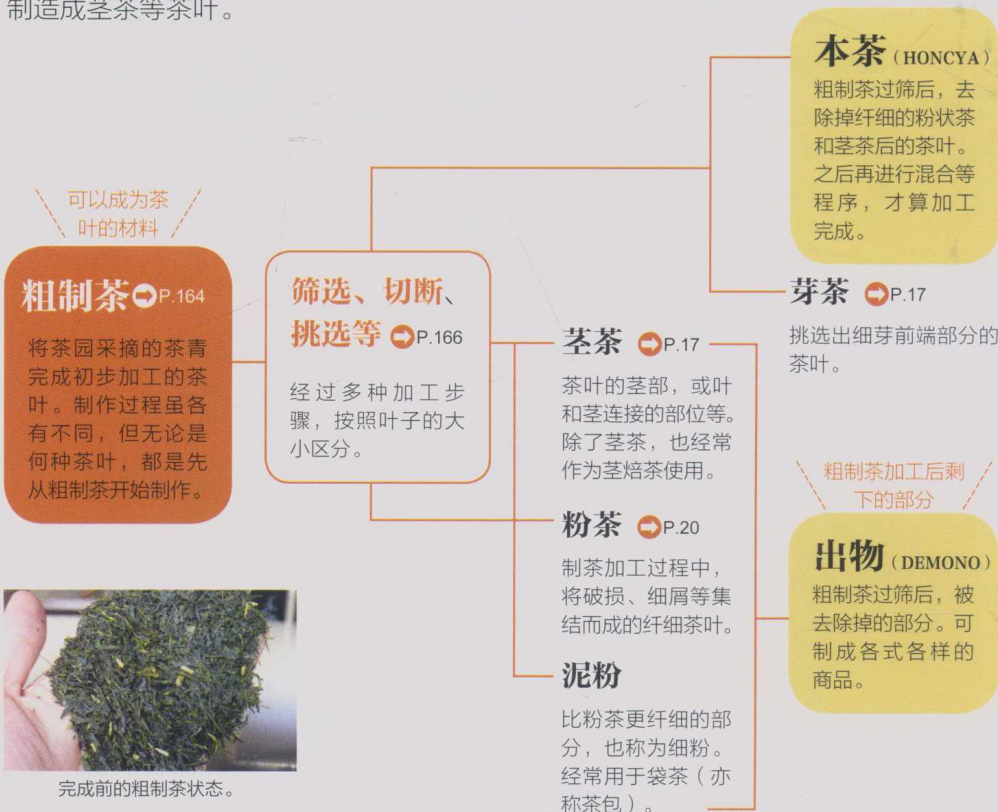 制造成茎茶等茶叶。
可以成为茶
叶的材料
粗制茶 P.164
将茶园采摘的茶青
完成初步加工的茶
叶。制作过程虽各
有不同，但无论是
何种茶叶，都是先
从粗制茶开始制作。
筛选、切断、
挑选等 P.166
经过多种加工步
骤，按照叶子的大
小区分。
本茶（HONCYA）
粗制茶过筛后，去
除掉纤细的粉状茶
和茎茶后的茶叶。
之后再进行混合等
程序，才算加工
完成。
芽茶 P.17
挑选出细芽前端部分的
茶叶。
茎茶 P.17
茶叶的茎部，或叶
和茎连接的部位等。
除了茎茶，也经常
作为茎焙茶使用。
粉茶 P.20
制茶加工过程中，
将破损、细屑等集
结而成的纤细茶叶。
泥粉
比粉茶更纤细的部
分，也称为细粉。
经常用于袋茶（亦
称茶包）。
粗制茶加工后剩
下的部分
出物（DEMONO）
粗制茶过筛后，被
去除掉的部分。可
制成各式各样的
商品。
完成前的粗制茶状态。